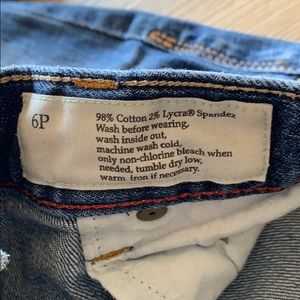 6P
98% Cotton 2% Lycra® Spandex
Wash before wearing,
wash inside out,
machine wash cold,
only non-chlorine bleach when
needed, tumble dry low,
warm iron if necessary.